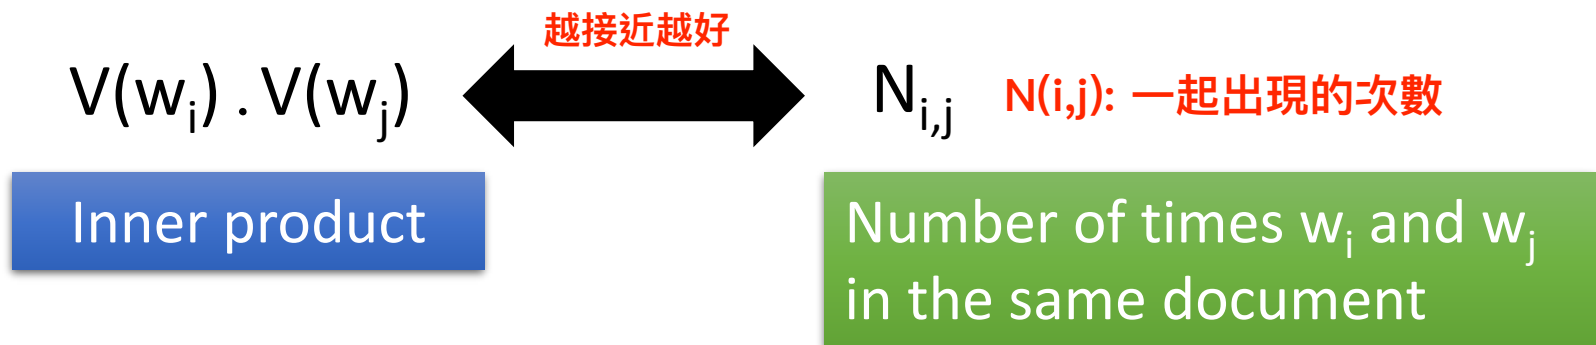 越接近越好
V(wᵢ) . V(wⱼ)
Nᵢ,ⱼ
N(i,j): 一起出現的次數
Inner product
Number of times wᵢ and wⱼ
in the same document